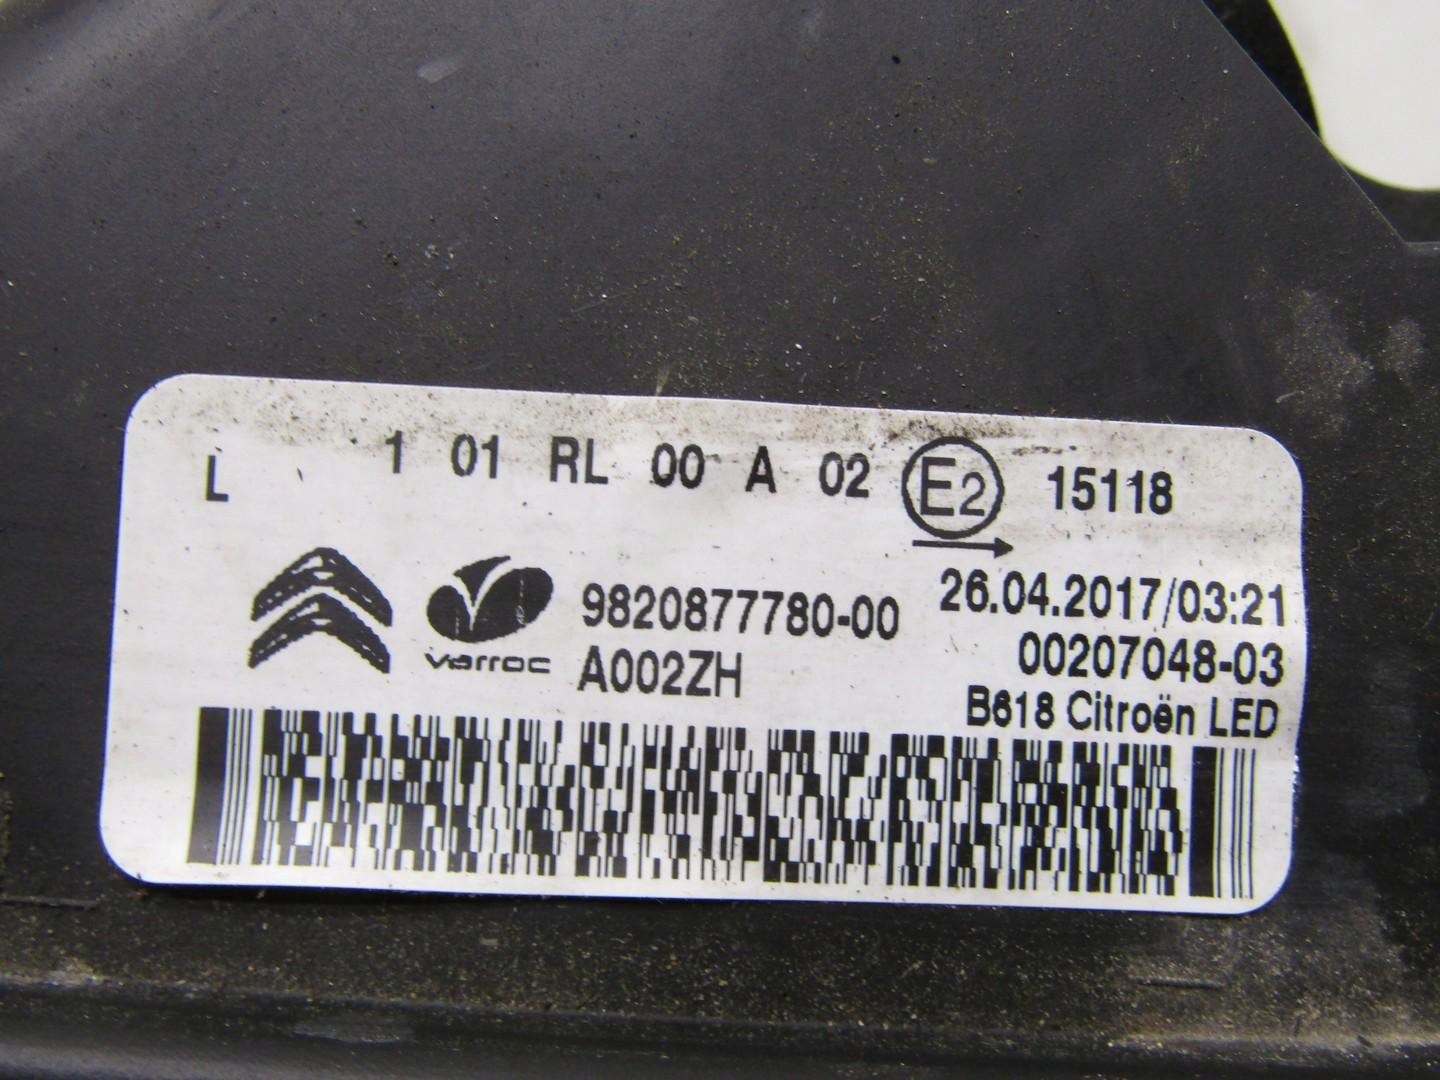 L 1 01 RL 00 A 02 E2 15118
varroc 9820877780-00 26.04.2017/03:21
A002ZH 00207048-03
B618 Citroën LED